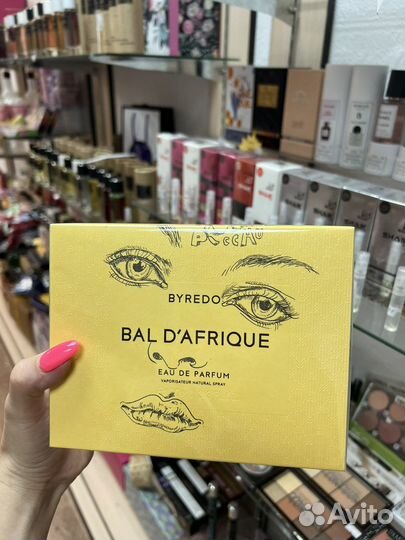 BYREDO
BAL D'AFRIQUE
EAU DE PARFUM
VAPORISATEUR NATURAL SPRAY
Avito